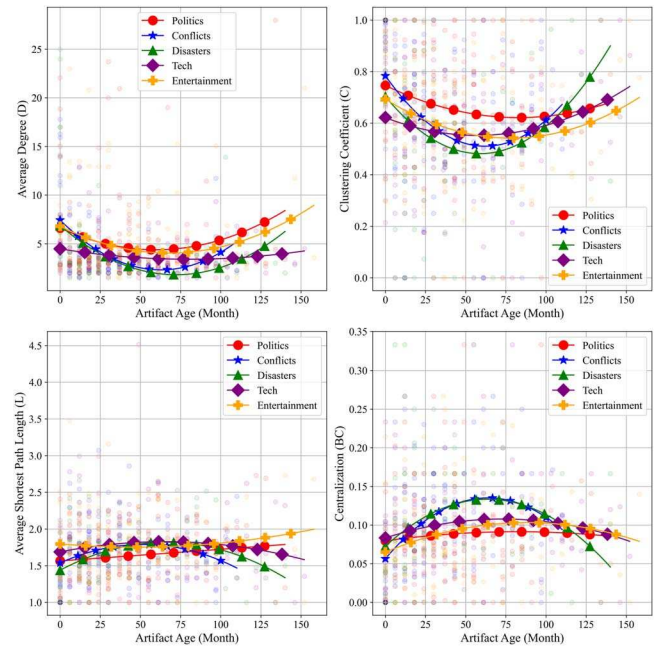 Average Degree (D)
25
20
15
10
5
0 25 50 75 100 125 150
Artifact Age (Month)
Politics
Conflicts
Disasters
Tech
Entertainment
Clustering Coefficient (C)
1.0
0.8
0.6
0.4
0.2
0.0
0 25 50 75 100 125 150
Artifact Age (Month)
Politics
Conflicts
Disasters
Tech
Entertainment
Average Shortest Path Length (L)
4.5
4.0
3.5
3.0
2.5
2.0
1.5
1.0
0 25 50 75 100 125 150
Artifact Age (Month)
Politics
Conflicts
Disasters
Tech
Entertainment
Centralization (BC)
0.35
0.30
0.25
0.20
0.15
0.10
0.05
0.00
0 25 50 75 100 125 150
Artifact Age (Month)
Politics
Conflicts
Disasters
Tech
Entertainment